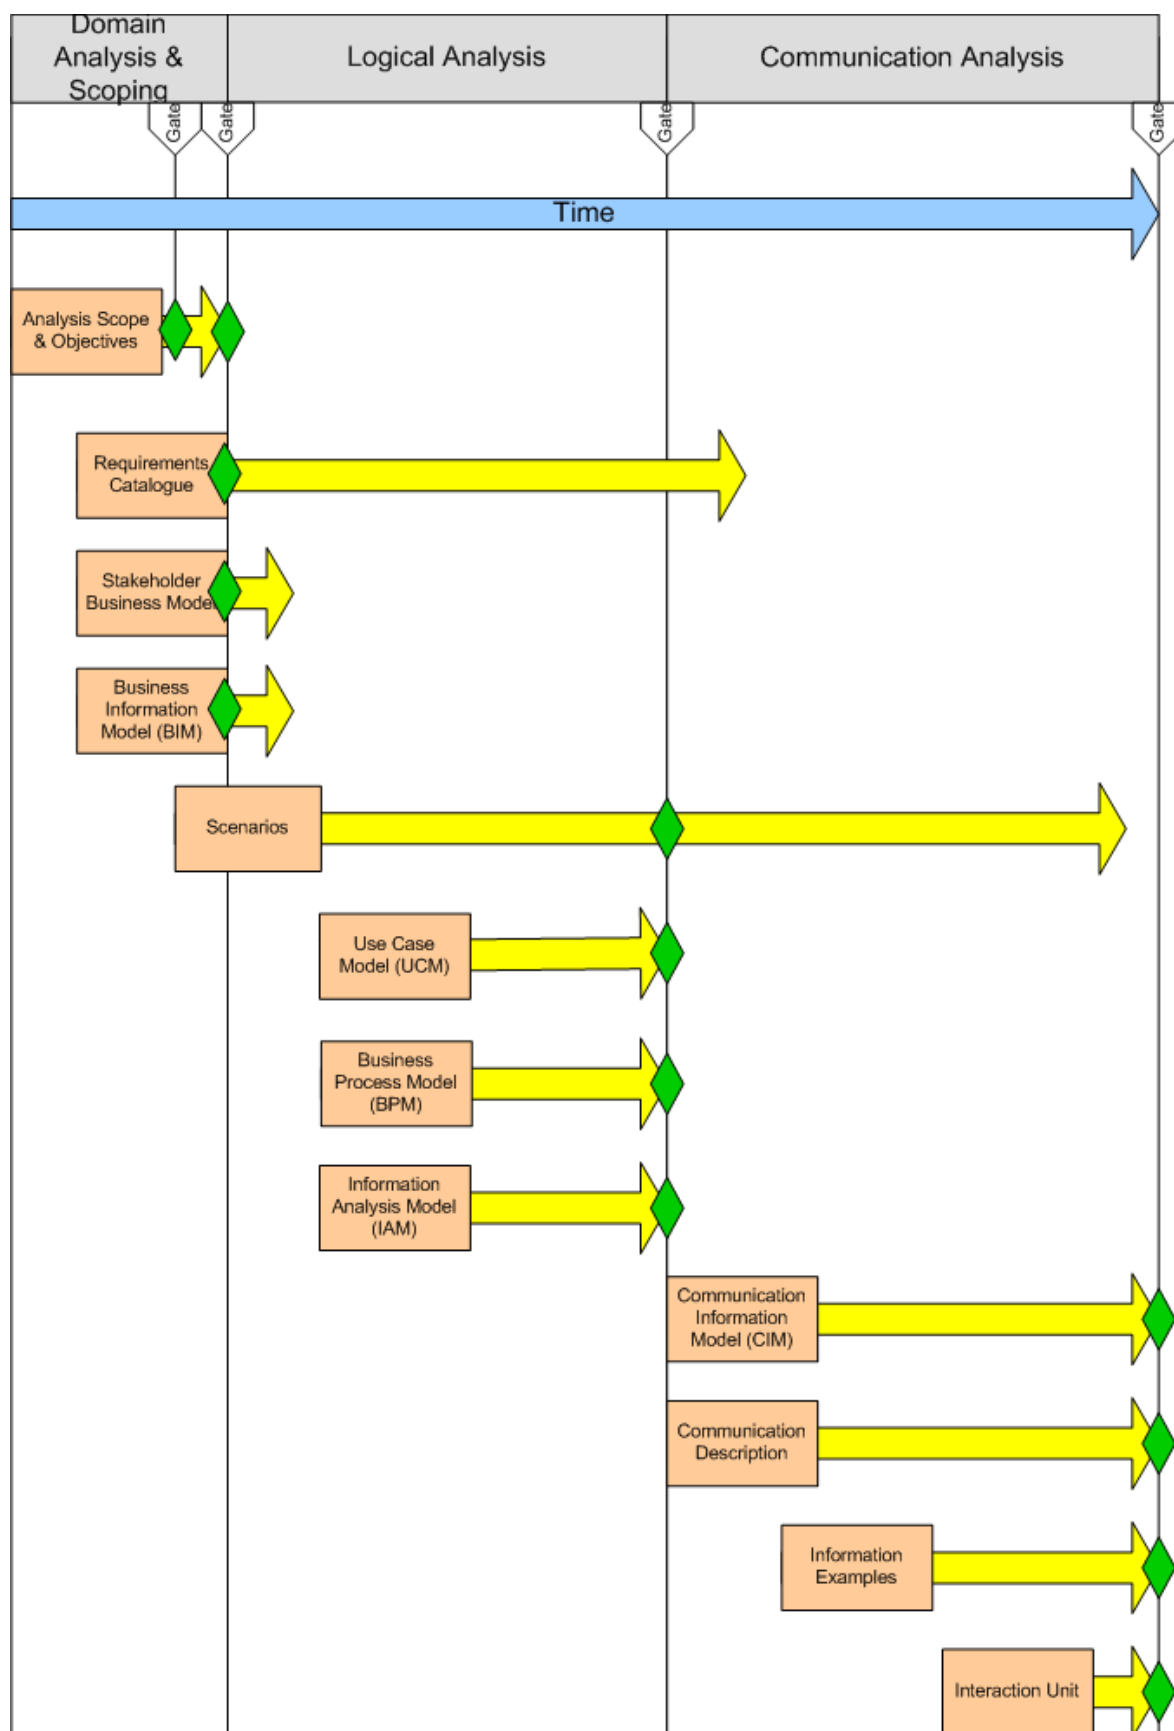 Domain
Analysis &
Scoping
Logical Analysis
Communication Analysis
Gate
Gate
Gate
Gate
Time
Analysis Scope
& Objectives
Requirements
Catalogue
Stakeholder
Business Model
Business
Information
Model (BIM)
Scenarios
Use Case
Model (UCM)
Business
Process Model
(BPM)
Information
Analysis Model
(IAM)
Communication
Information
Model (CIM)
Communication
Description
Information
Examples
Interaction Unit